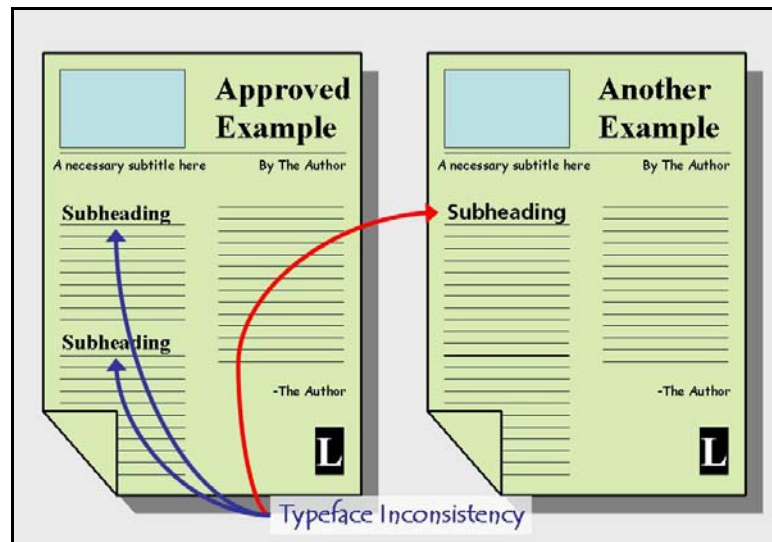 Approved
Example
A necessary subtitle here
By The Author
Subheading
Subheading
-The Author
L
Another
Example
A necessary subtitle here
By The Author
Subheading
-The Author
L
Typeface Inconsistency